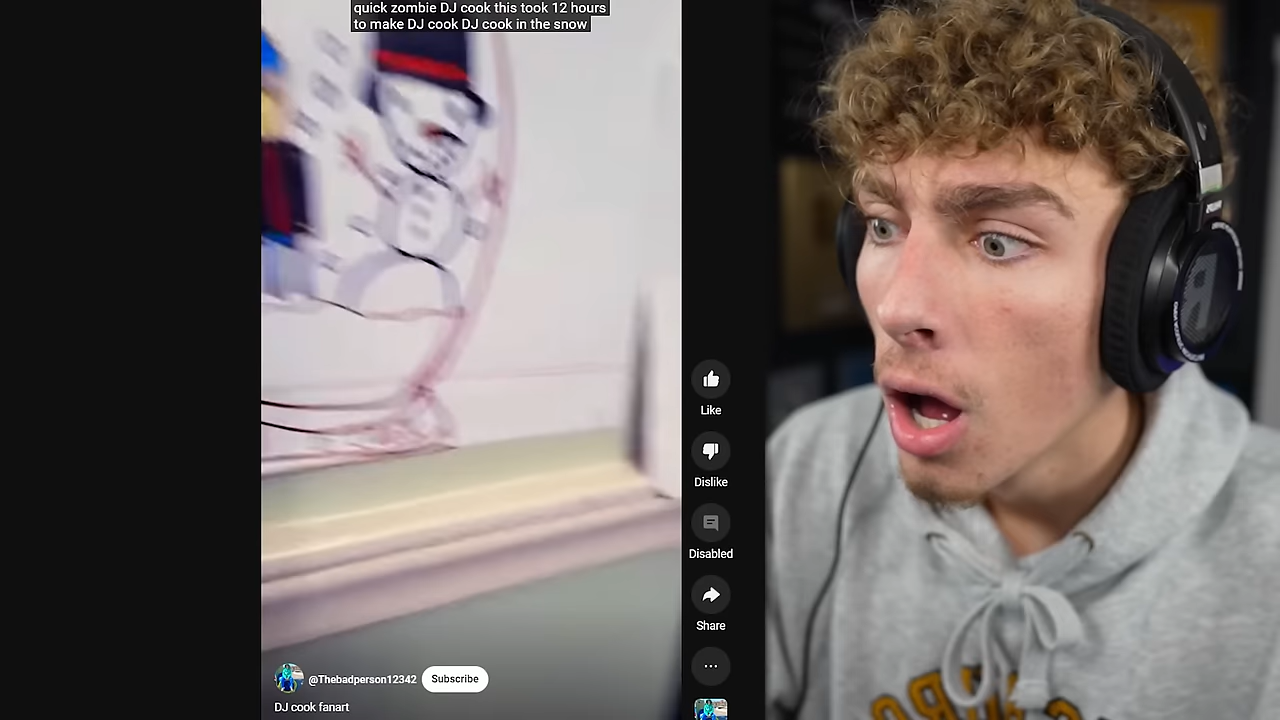 quick zombie DJ cook this took 12 hours
to make DJ cook DJ cook in the snow
Like
Dislike
Disabled
Share
@Thebadperson12342
Subscribe
DJ cook fanart